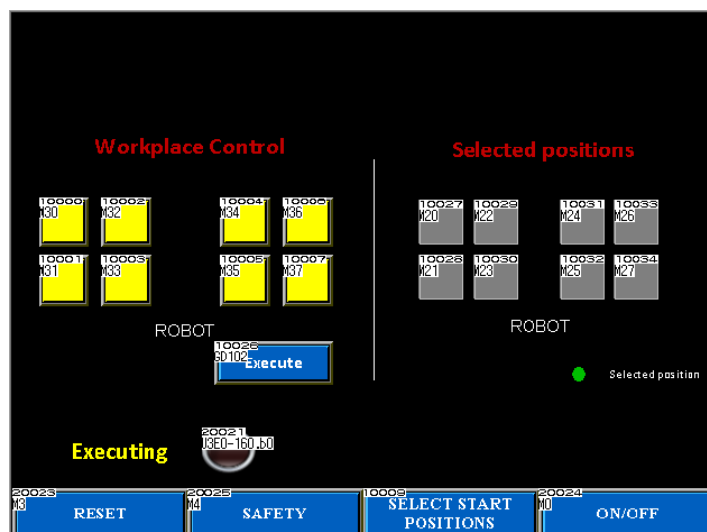 Workplace Control
Selected positions
10000 10002 10004 10006
M30 M32 M34 M36
10001 10003 10005 10007
M31 M33 M35 M37
10027 10029 10031 10033
M20 M22 M24 M26
10028 10030 10032 10034
M21 M23 M25 M27
ROBOT
ROBOT
10026
GD102
Execute
Selected position
Executing
20021
U3E0-160.b0
20023
M3
RESET
20025
M4
SAFETY
10009
SELECT START
POSITIONS
20024
M0
ON/OFF